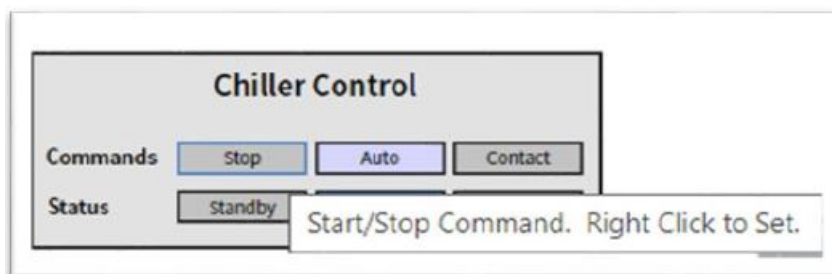 Chiller Control
Commands Stop Auto Contact
Status Standby
Start/Stop Command. Right Click to Set.